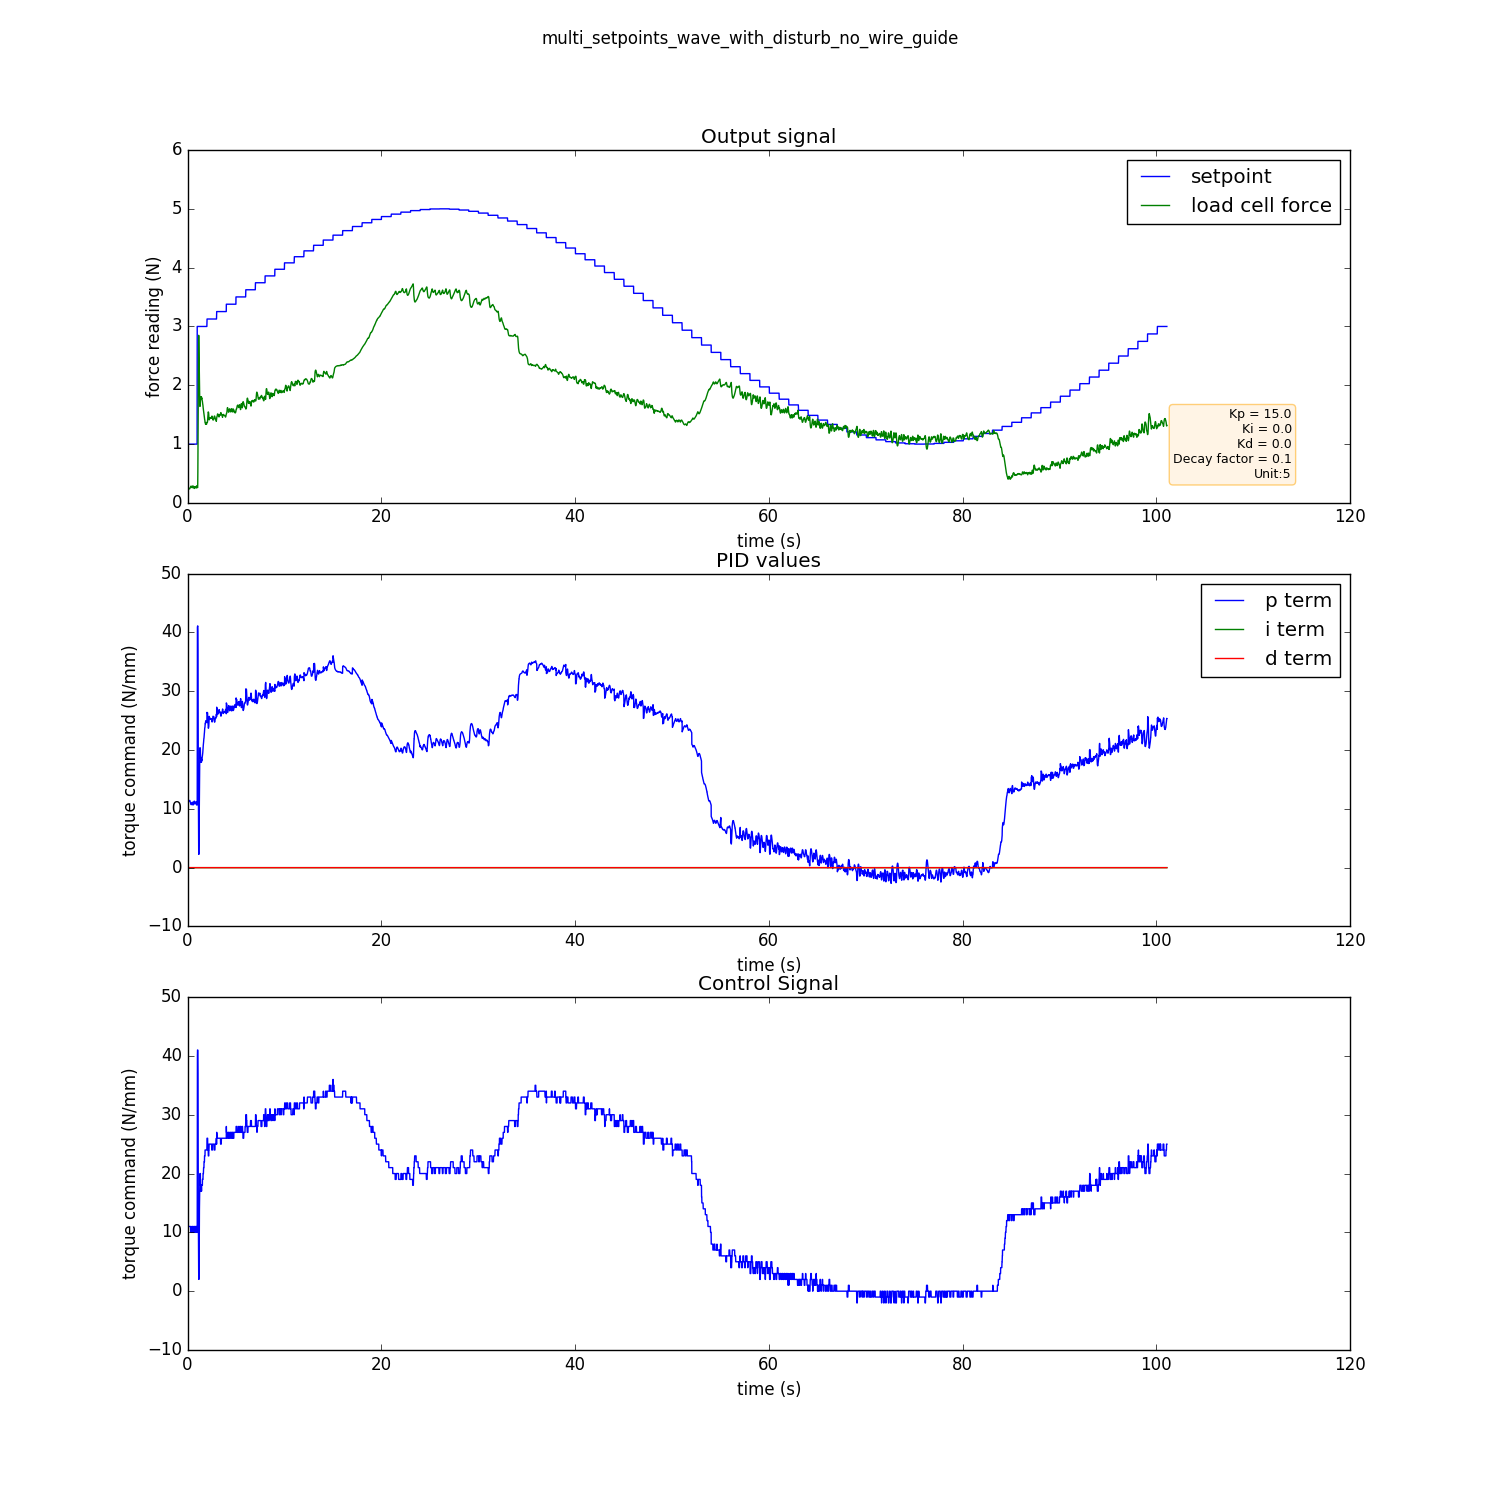 multi_setpoints_wave_with_disturb_no_wire_guide
Output signal
6
5
4
3
2
1
0
force reading (N)
setpoint
load cell force
Kp = 15.0
Ki = 0.0
Kd = 0.0
Decay factor = 0.1
Unit:5
0 20 40 60 80 100 120
time (s)
PID values
50
40
30
20
10
0
−10
torque command (N/mm)
p term
i term
d term
0 20 40 60 80 100 120
time (s)
Control Signal
50
40
30
20
10
0
−10
torque command (N/mm)
0 20 40 60 80 100 120
time (s)